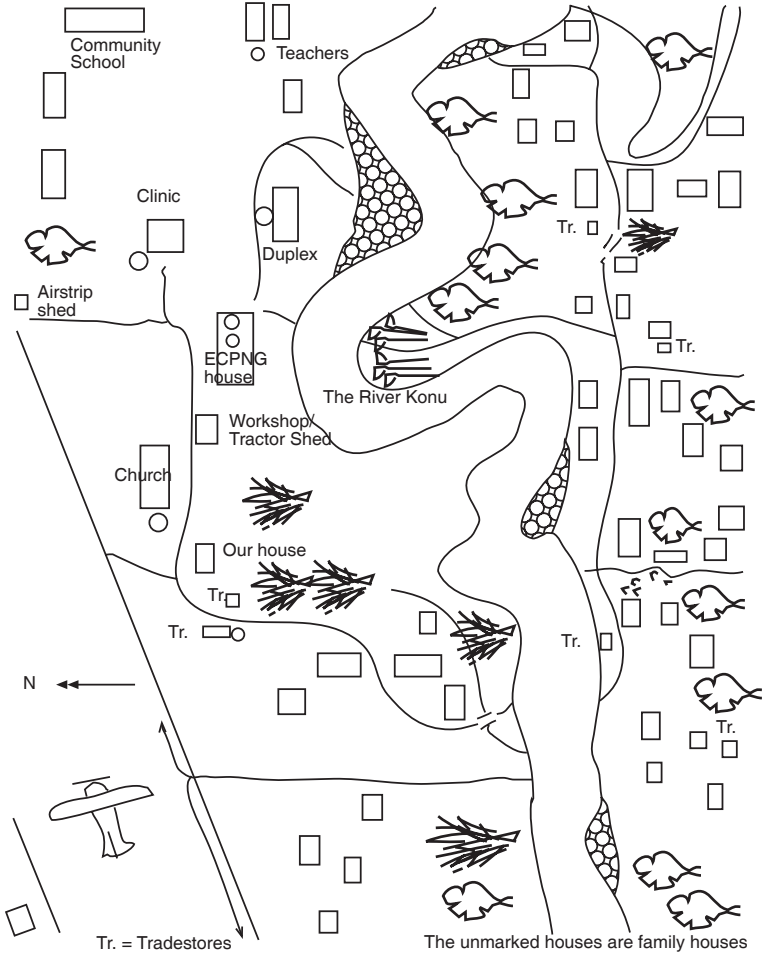 Community
School
Teachers
Clinic
Tr.
Duplex
Airstrip
shed
Tr.
ECPNG
house
The River Konu
Workshop/
Tractor Shed
Church
Our house
Tr.
Tr.
Tr.
N
Tr.
Tr. = Tradestores
The unmarked houses are family houses